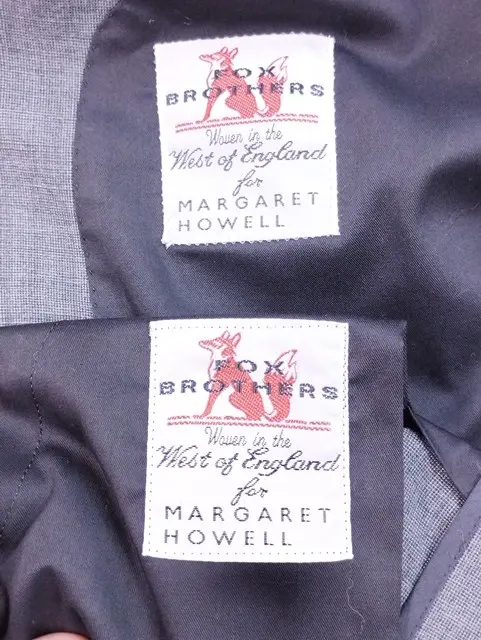 FOX
BROTHERS
Woven in the
West of England
for
MARGARET
HOWELL
FOX
BROTHERS
Woven in the
West of England
for
MARGARET
HOWELL